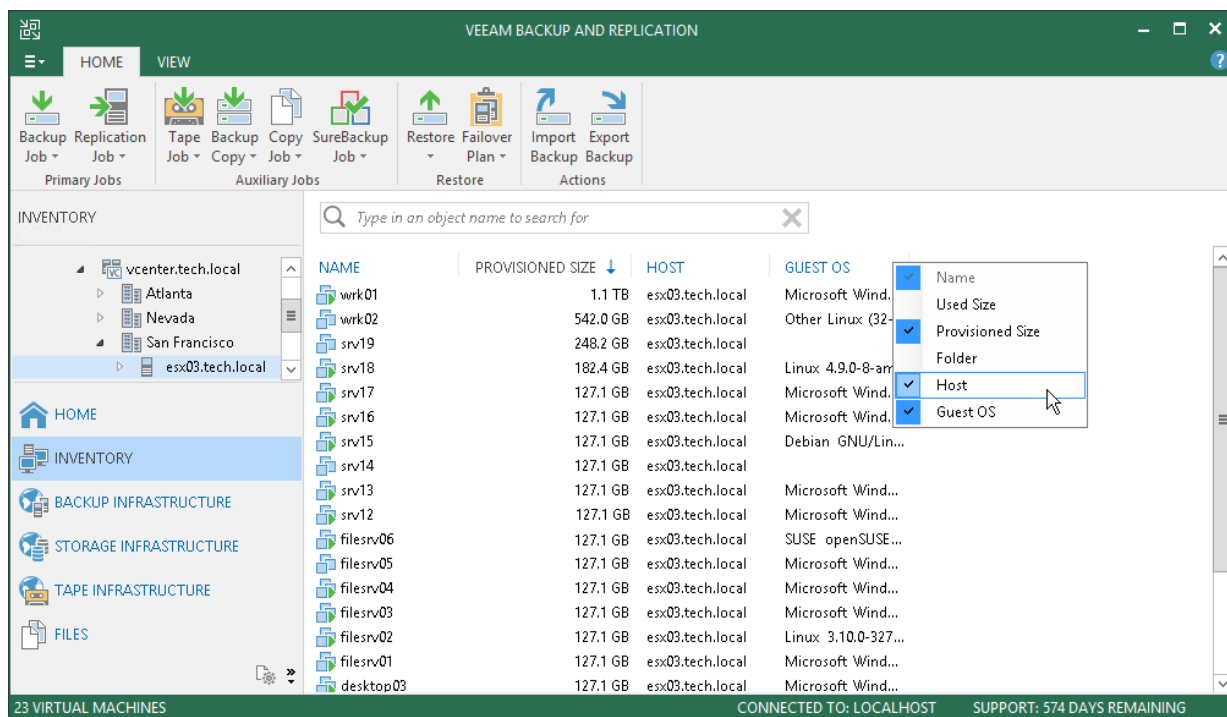 VEEAM BACKUP AND REPLICATION
HOME VIEW
Backup Job Replication Job Tape Job Backup Copy Copy Job SureBackup Job Restore Failover Plan Import Backup Export Backup
Primary Jobs Auxiliary Jobs Restore Actions
INVENTORY
Type in an object name to search for
vcenter.tech.local
Atlanta
Nevada
San Francisco
esx03.tech.local
HOME
INVENTORY
BACKUP INFRASTRUCTURE
STORAGE INFRASTRUCTURE
TAPE INFRASTRUCTURE
FILES
NAME PROVISIONED SIZE HOST GUEST OS
wrk01 1.1 TB esx03.tech.local Microsoft Wind.
wrk02 542.0 GB esx03.tech.local Other Linux (32-
srv19 248.2 GB esx03.tech.local
srv18 182.4 GB esx03.tech.local Linux 4.9.0-8-am
srv17 127.1 GB esx03.tech.local Microsoft Wind.
srv16 127.1 GB esx03.tech.local Microsoft Wind.
srv15 127.1 GB esx03.tech.local Debian GNU/Lin...
srv14 127.1 GB esx03.tech.local
srv13 127.1 GB esx03.tech.local Microsoft Wind...
srv12 127.1 GB esx03.tech.local Microsoft Wind...
filesrv06 127.1 GB esx03.tech.local SUSE openSUSE...
filesrv05 127.1 GB esx03.tech.local Microsoft Wind...
filesrv04 127.1 GB esx03.tech.local Microsoft Wind...
filesrv03 127.1 GB esx03.tech.local Microsoft Wind...
filesrv02 127.1 GB esx03.tech.local Linux 3.10.0-327...
filesrv01 127.1 GB esx03.tech.local Microsoft Wind...
desktop03 127.1 GB esx03.tech.local Microsoft Wind...
Name
Used Size
Provisioned Size
Folder
Host
Guest OS
23 VIRTUAL MACHINES CONNECTED TO: LOCALHOST SUPPORT: 574 DAYS REMAINING